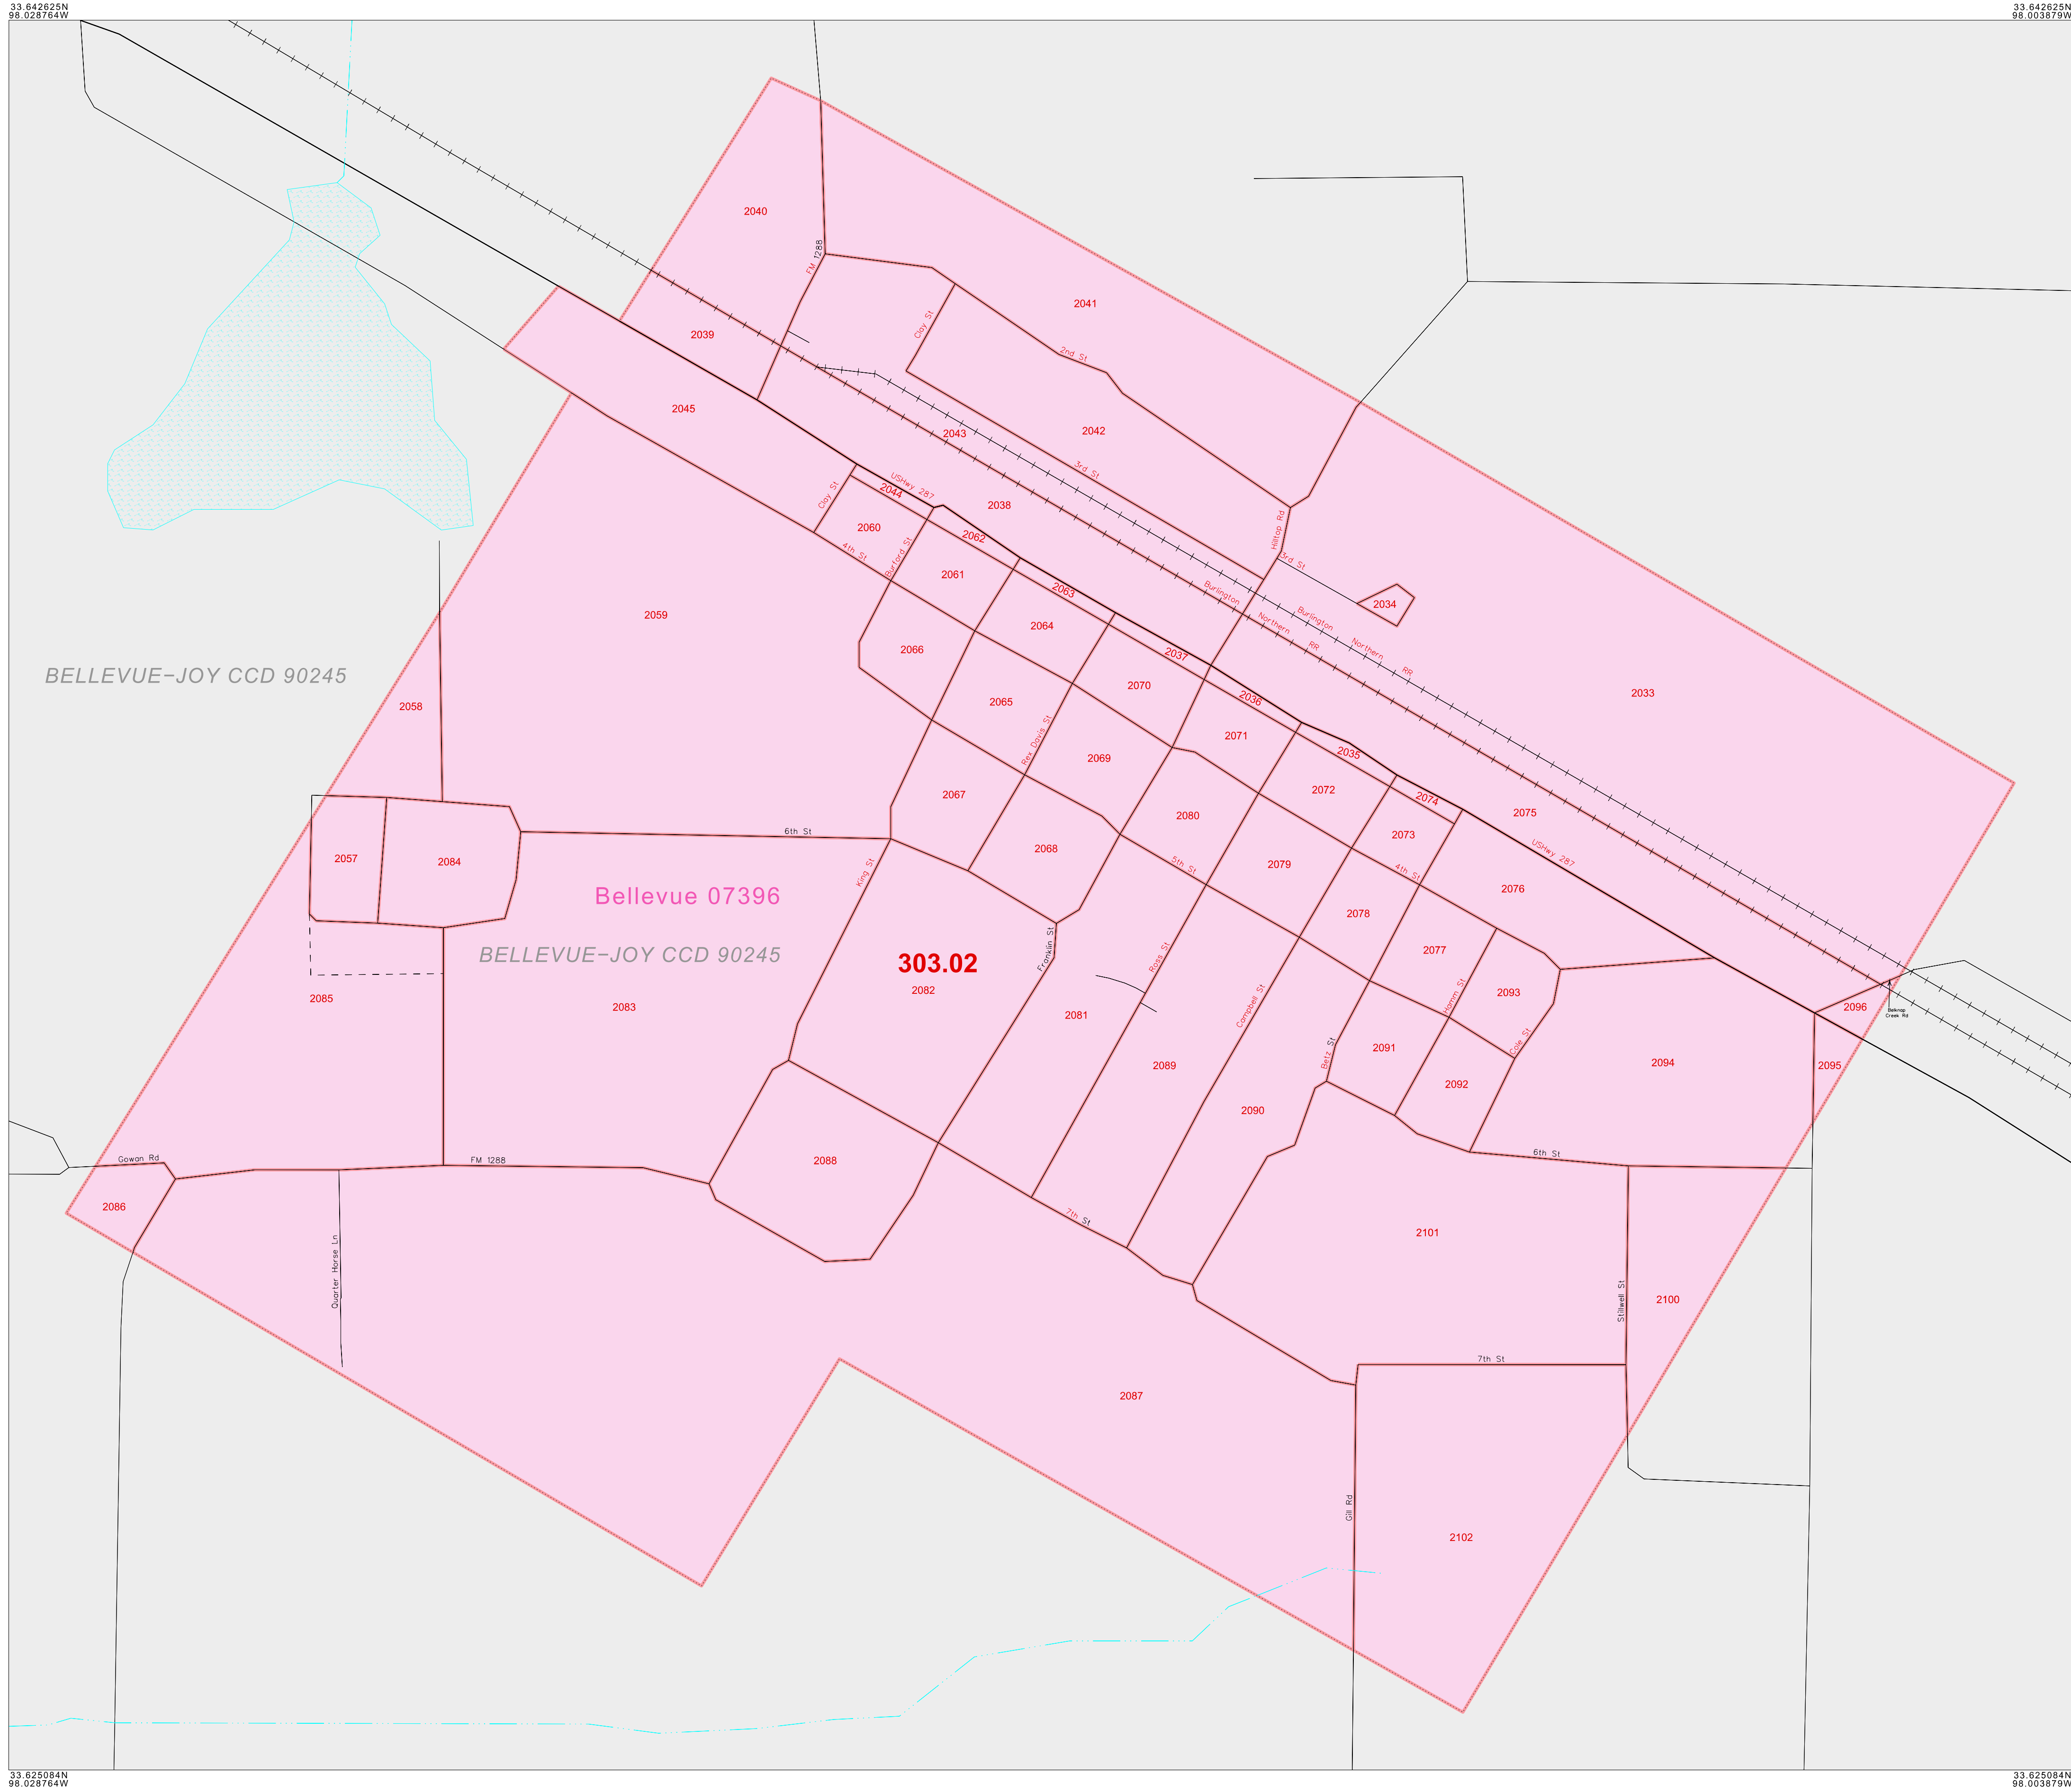 33.642625N
98.028764W
33.642625N
98.003879W
2040
FM 1288
2041
2039
Clay St
2nd St
2045
2042
2043
3rd St
USHwy 287
2044
Clay St
2038
2060
2062
Hilltop Rd
4th St
Burford St
3rd St
2061
2063
Burlington
Northern
RR
Burlington
Northern
RR
2034
2059
2064
2066
2037
2070
2036
2033
BELLEVUE-JOY CCD 90245
2058
2065
Rex Davis St
2071
2035
2069
2072
2074
2067
2080
2075
6th St
2073
2057
2084
King St
2068
5th St
2079
4th St
USHwy 287
2076
Bellevue 07396
2078
BELLEVUE-JOY CCD 90245
303.02
2082
Franklin St
Ross St
2077
2085
2083
2081
Campbell St
Hamm St
2093
2096
Belknap
Creek Rd
Betz St
2091
Cole St
2089
2094
2095
2092
2090
Gowan Rd
FM 1288
2088
6th St
2086
7th St
2101
Quarter Horse Ln
Stillwell St
2100
7th St
2087
Gill Rd
2102
33.625084N
98.028764W
33.625084N
98.003879W